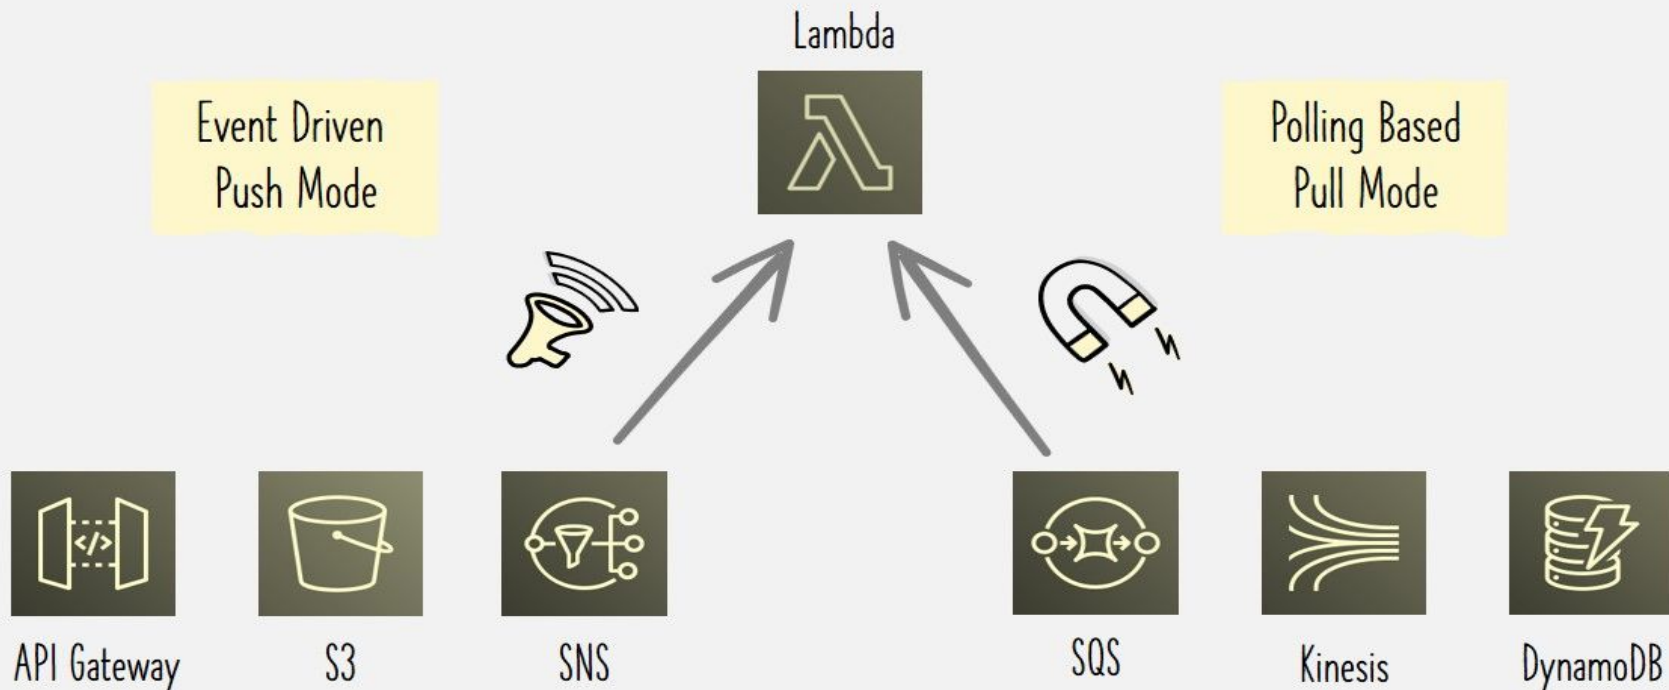 Lambda
Event Driven
Push Mode
Polling Based
Pull Mode
</>
API Gateway
S3
SNS
SQS
Kinesis
DynamoDB